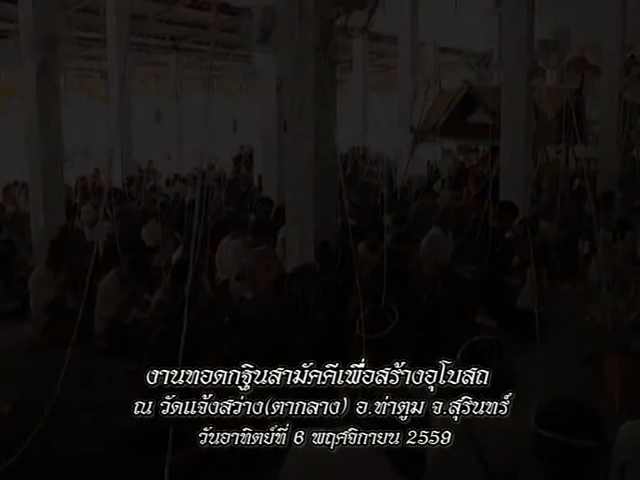 งานทอดกฐินสามัคคีเพื่อสร้างอุโบสถ
ณ วัดแจ้งสว่าง(ตากลาง) อ.ท่าตูม จ.สุรินทร์
วันอาทิตย์ที่ 6 พฤศจิกายน 2559